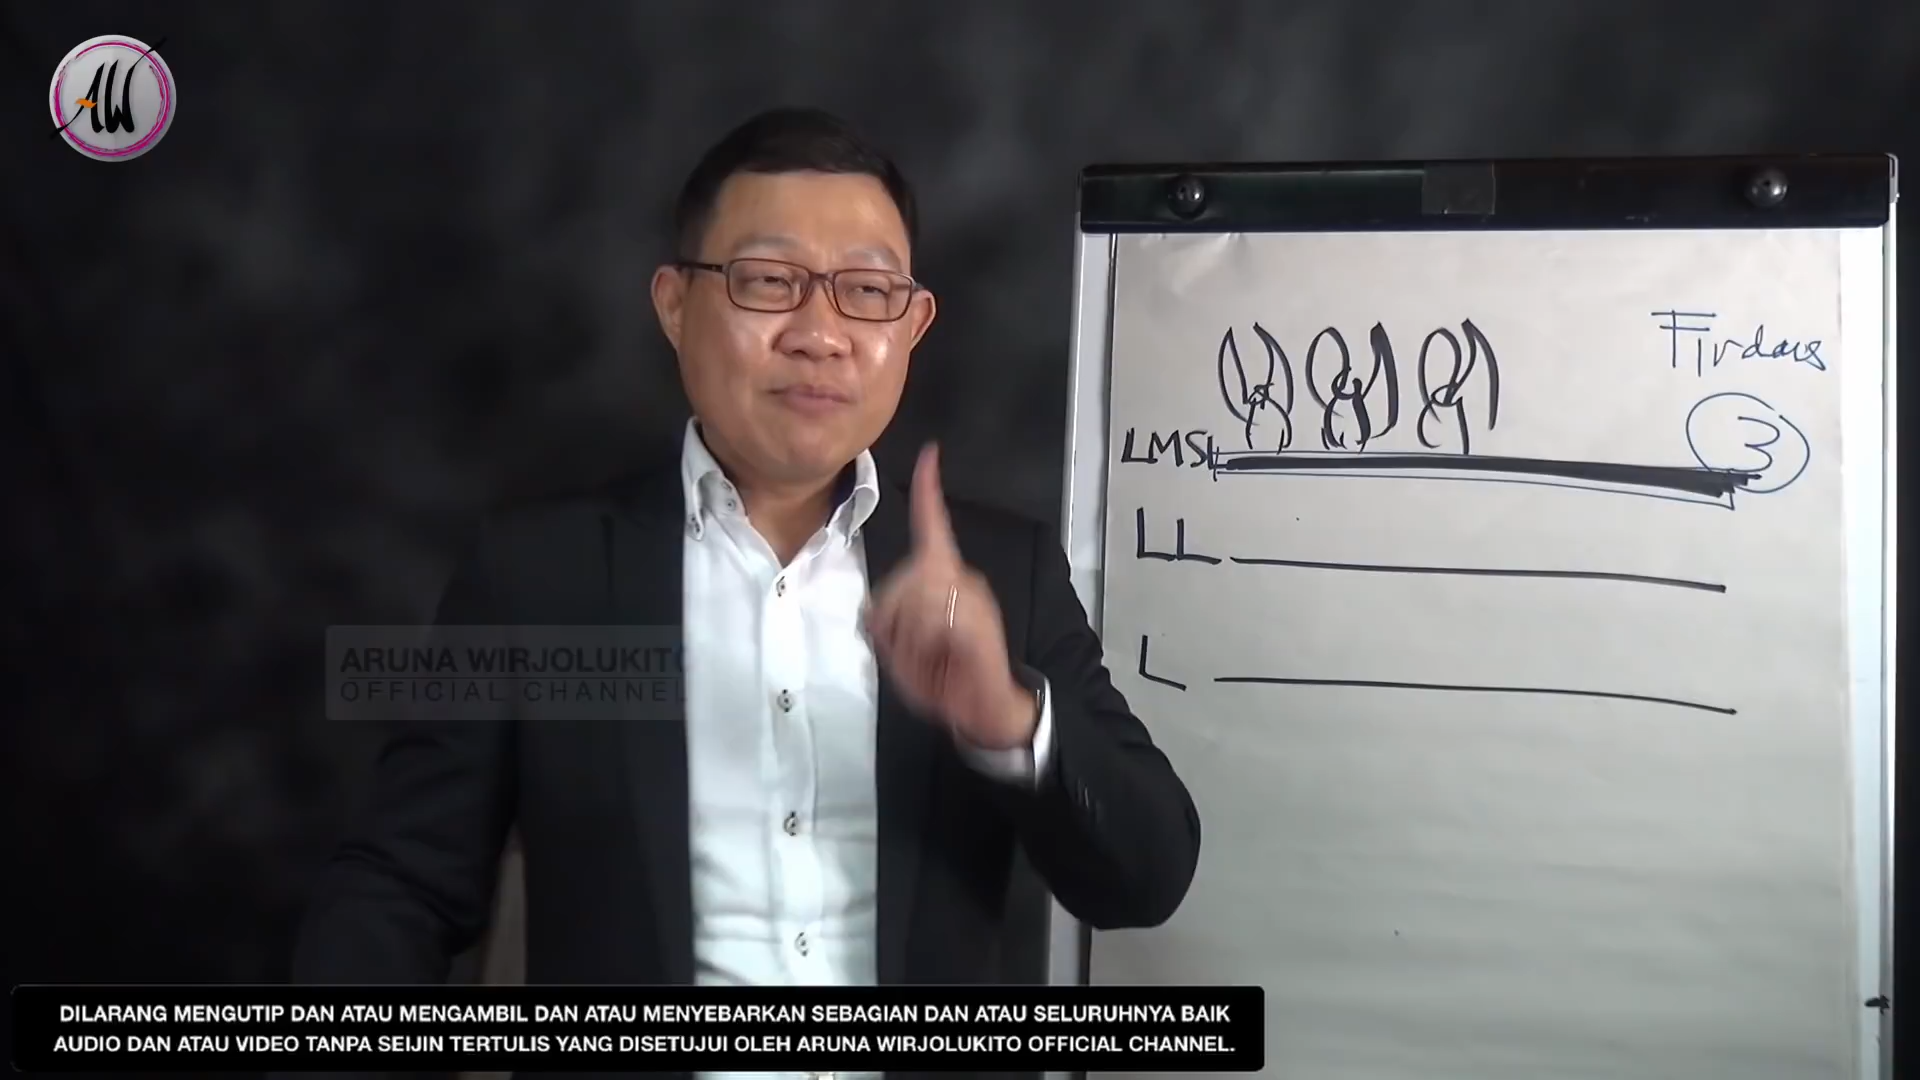 AW
Firdaus
3
LMSL
LL
L
ARUNA WIRJOLUKITO
OFFICIAL CHANNEL
DILARANG MENGUTIP DAN ATAU MENGAMBIL DAN ATAU MENYEBARKAN SEBAGIAN DAN ATAU SELURUHNYA BAIK
AUDIO DAN ATAU VIDEO TANPA SEIJIN TERTULIS YANG DISETUJUI OLEH ARUNA WIRJOLUKITO OFFICIAL CHANNEL.